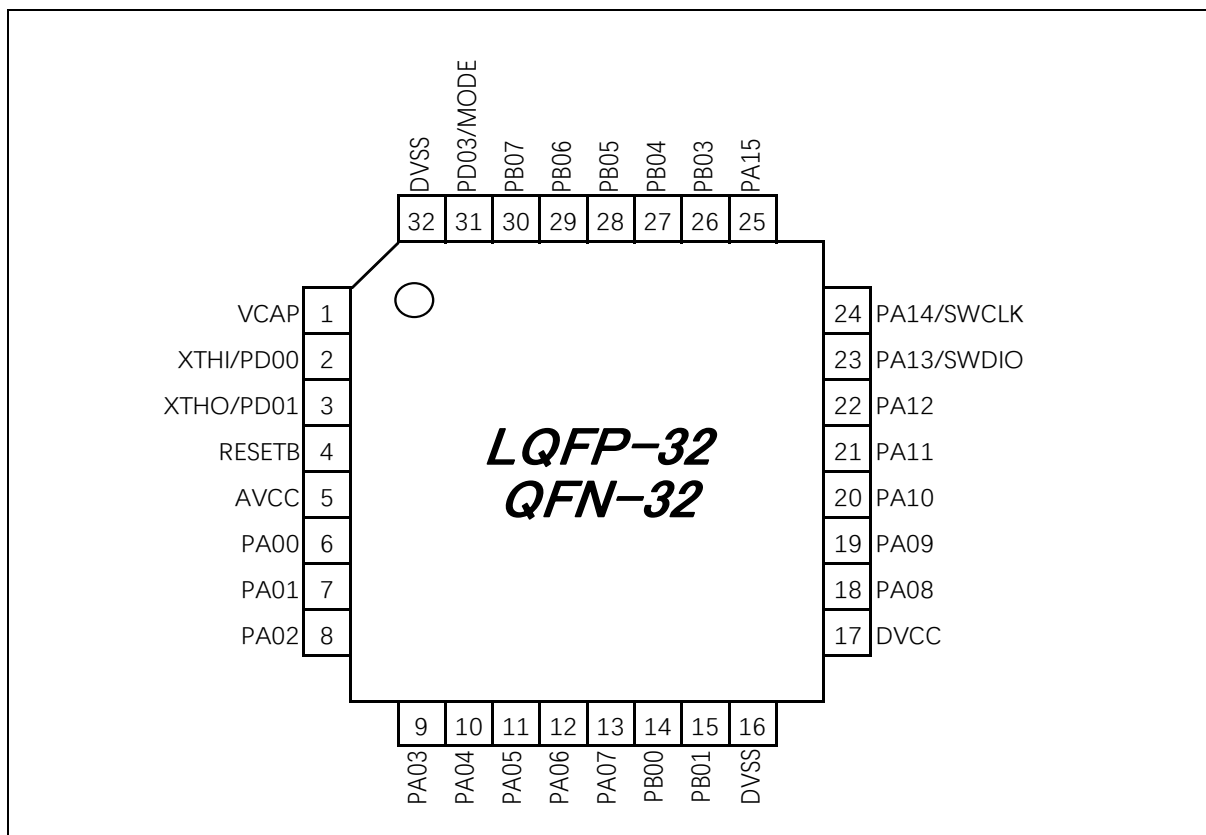 DVSS
PD03/MODE
PB07
PB06
PB05
PB04
PB03
PA15
32 31 30 29 28 27 26 25
VCAP 1
XTHI/PD00 2
XTHO/PD01 3
RESETB 4
AVCC 5
PA00 6
PA01 7
PA02 8
LQFP-32
QFN-32
24 PA14/SWCLK
23 PA13/SWDIO
22 PA12
21 PA11
20 PA10
19 PA09
18 PA08
17 DVCC
9 10 11 12 13 14 15 16
PA03
PA04
PA05
PA06
PA07
PB00
PB01
DVSS